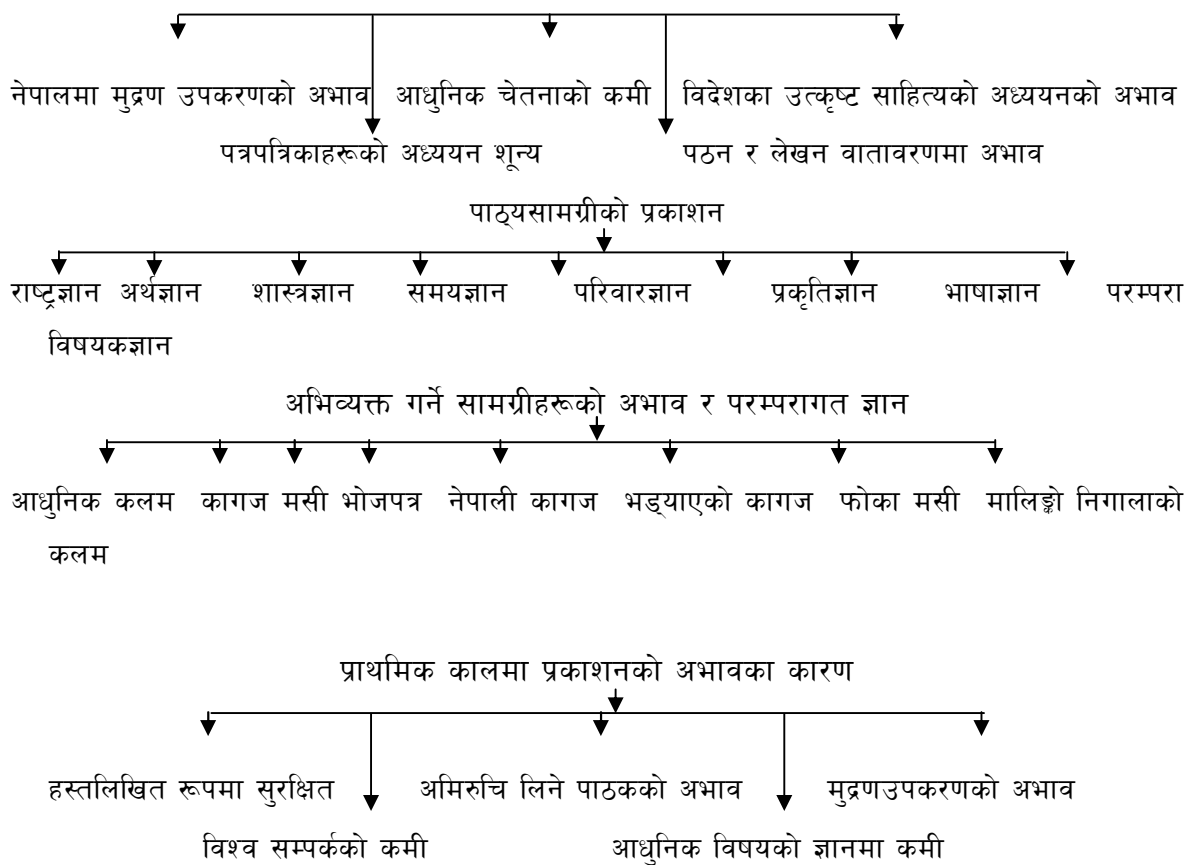 नेपालमा मुद्रण उपकरणको अभाव आधुनिक चेतनाको कमी विदेशका उत्कृष्ट साहित्यको अध्ययनको अभाव
पत्रपत्रिकाहरूको अध्ययन शून्य पठन र लेखन वातावरणमा अभाव
पाठ्यसामग्रीको प्रकाशन
राष्ट्रज्ञान अर्थज्ञान शास्त्रज्ञान समयज्ञान परिवारज्ञान प्रकृतिज्ञान भाषाज्ञान परम्परा
विषयकज्ञान
अभिव्यक्त गर्ने सामग्रीहरूको अभाव र परम्परागत ज्ञान
आधुनिक कलम कागज मसी भोजपत्र नेपाली कागज भड्याएको कागज फोका मसी मालिङ्गो निगालाको
कलम
प्राथमिक कालमा प्रकाशनको अभावका कारण
हस्तलिखित रूपमा सुरक्षित अमिरुचि लिने पाठकको अभाव मुद्रणउपकरणको अभाव
विश्व सम्पर्कको कमी आधुनिक विषयको ज्ञानमा कमी